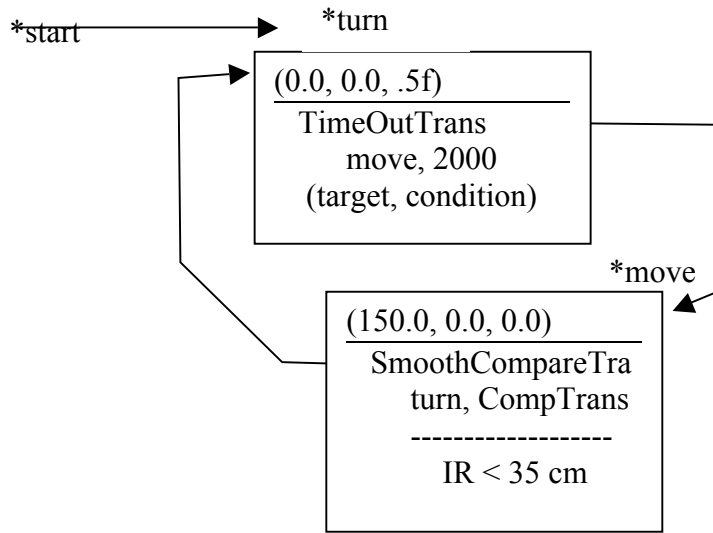 *start
*turn
(0.0, 0.0, .5f)
TimeOutTrans
move, 2000
(target, condition)
*move
(150.0, 0.0, 0.0)
SmoothCompareTra
turn, CompTrans
-------------------
IR < 35 cm